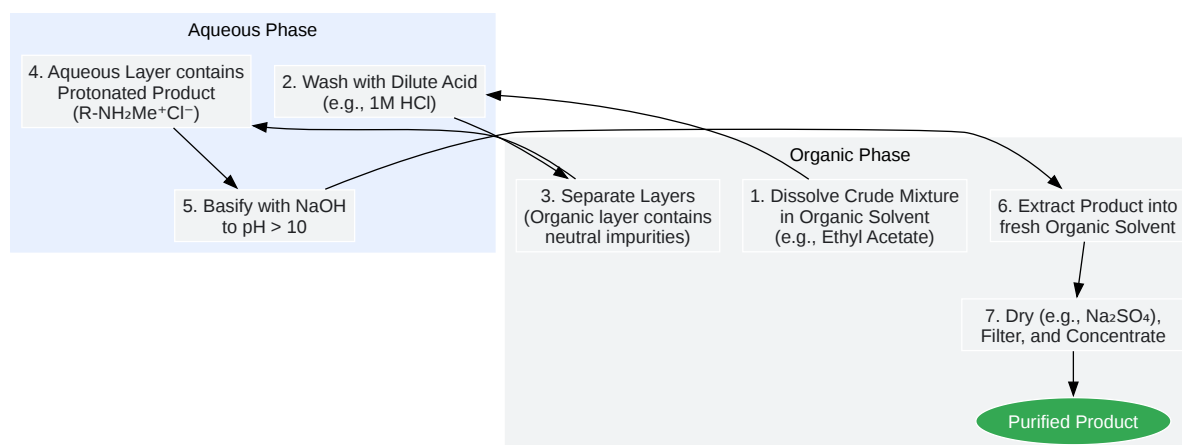 Aqueous Phase
4. Aqueous Layer contains
Protonated Product
(R-NH₂Me⁺Cl⁻)
2. Wash with Dilute Acid
(e.g., 1M HCl)
5. Basify with NaOH
to pH > 10
Organic Phase
3. Separate Layers
(Organic layer contains
neutral impurities)
1. Dissolve Crude Mixture
in Organic Solvent
(e.g., Ethyl Acetate)
6. Extract Product into
fresh Organic Solvent
7. Dry (e.g., Na₂SO₄),
Filter, and Concentrate
Purified Product